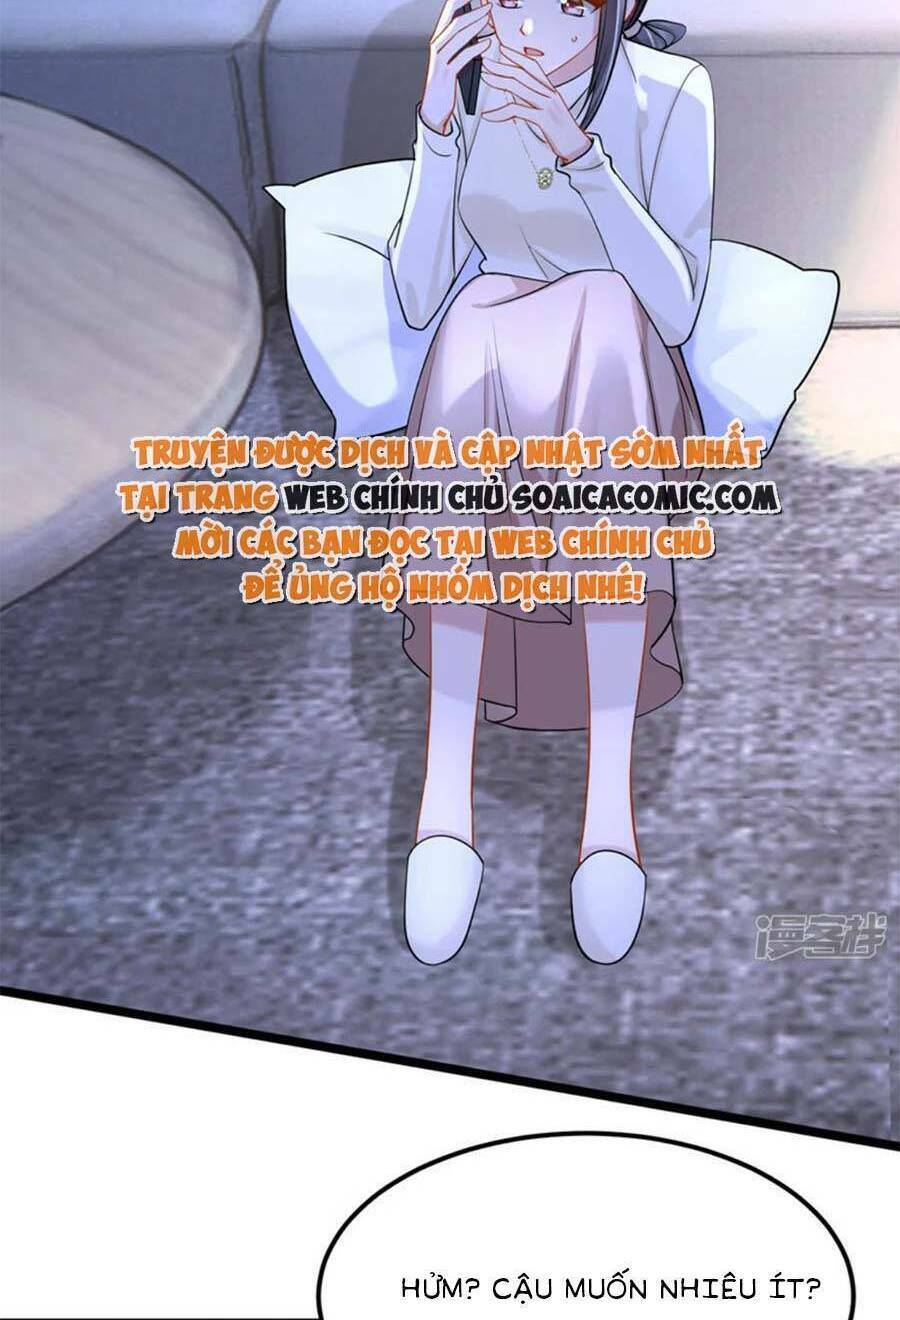 TRUYỆN ĐƯỢC DỊCH VÀ CẬP NHẬT SỚM NHẤT
TẠI TRANG WEB CHÍNH CHỦ SOAICACOMIC.COM
MỜI CÁC BẠN ĐỌC TẠI WEB CHÍNH CHỦ
ĐỂ ỦNG HỘ NHÓM DỊCH NHÉ!
漫客栈
HỬM? CẬU MUỐN NHIÊU ÍT?